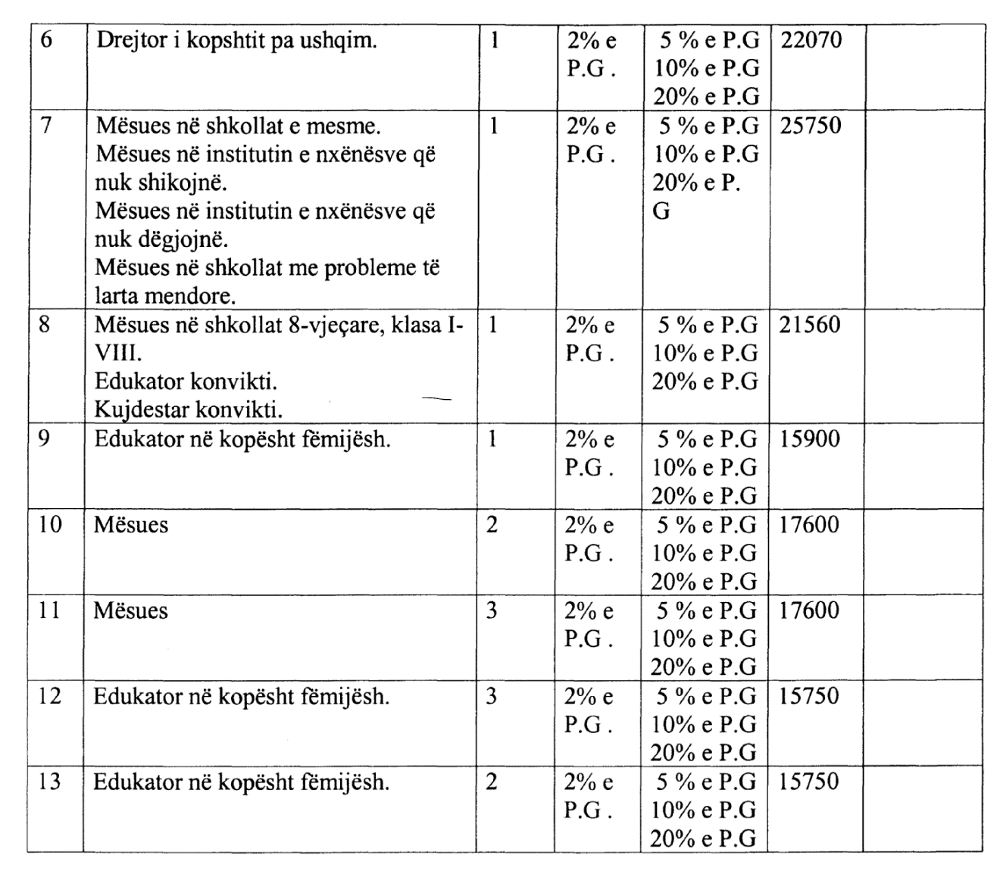 6 Drejtor i kopshtit pa ushqim. 1 2% e 5 % e P.G 22070
P.G . 10% e P.G
20% e P.G
7 Mësues në shkollat e mesme. 1 2% e 5 % e P.G 25750
Mësues në institutin e nxënësve që P.G . 10% e P.G
nuk shikojnë. 20% e P.
Mësues në institutin e nxënësve që G
nuk dëgjojnë.
Mësues në shkollat me probleme të
larta mendore.
8 Mësues në shkollat 8-vjeçare, klasa I- 1 2% e 5 % e P.G 21560
VIII. P.G . 10% e P.G
Edukator konvikti. 20% e P.G
Kujdestar konvikti.
9 Edukator në kopësht fëmijësh. 1 2% e 5 % e P.G 15900
P.G . 10% e P.G
20% e P.G
10 Mësues 2 2% e 5 % e P.G 17600
P.G . 10% e P.G
20% e P.G
11 Mësues 3 2% e 5 % e P.G 17600
P.G . 10% e P.G
20% e P.G
12 Edukator në kopësht fëmijësh. 3 2% e 5 % e P.G 15750
P.G . 10% e P.G
20% e P.G
13 Edukator në kopësht fëmijësh. 2 2% e 5 % e P.G 15750
P.G . 10% e P.G
20% e P.G